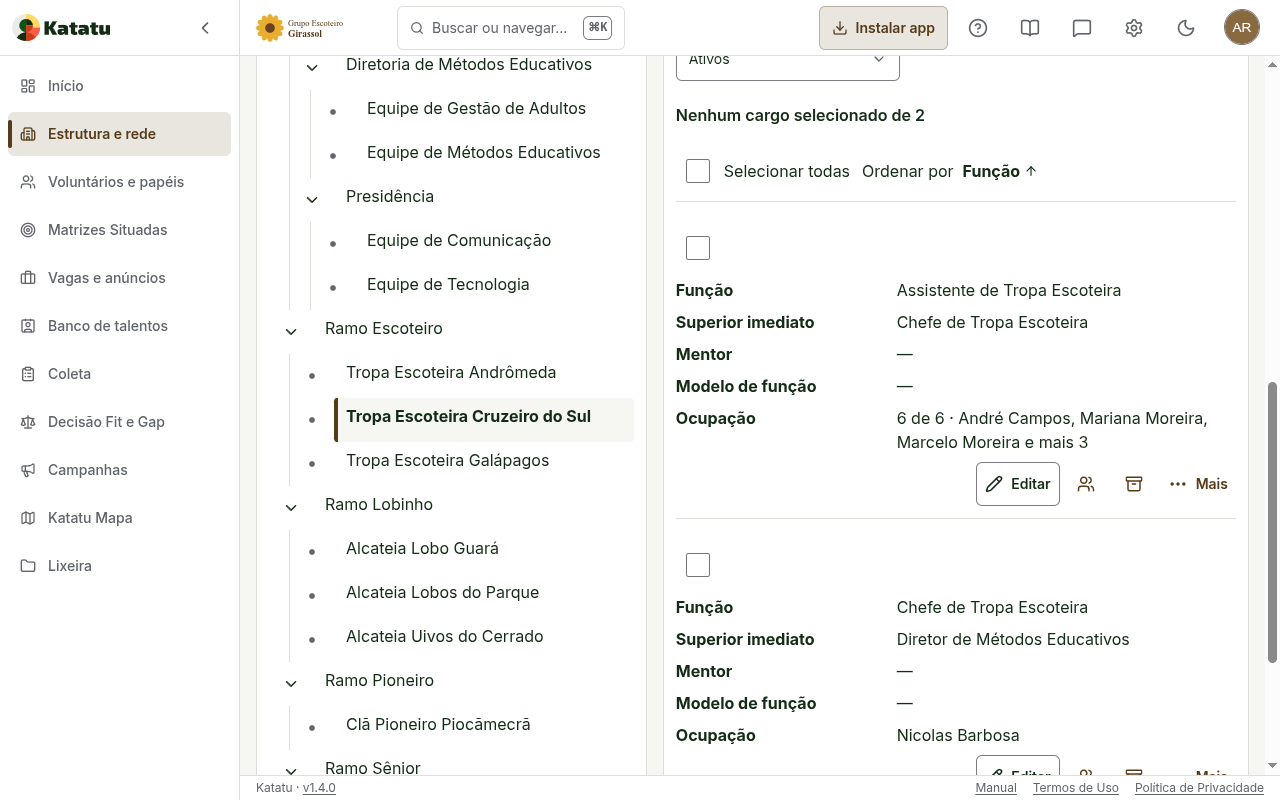 Katatu
Grupo Escoteiro
Girassol
Buscar ou navegar...
⌘K
Instalar app
AR
Início
Estrutura e rede
Voluntários e papéis
Matrizes Situadas
Vagas e anúncios
Banco de talentos
Coleta
Decisão Fit e Gap
Campanhas
Katatu Mapa
Lixeira
Diretoria de Métodos Educativos
Equipe de Gestão de Adultos
Equipe de Métodos Educativos
Presidência
Equipe de Comunicação
Equipe de Tecnologia
Ramo Escoteiro
Tropa Escoteira Andrômeda
Tropa Escoteira Cruzeiro do Sul
Tropa Escoteira Galápagos
Ramo Lobinho
Alcateia Lobo Guará
Alcateia Lobos do Parque
Alcateia Uivos do Cerrado
Ramo Pioneiro
Clã Pioneiro Piocãmecrã
Ramo Sênior
Ativos
Nenhum cargo selecionado de 2
Selecionar todas Ordenar por Função ↑
Função Assistente de Tropa Escoteira
Superior imediato Chefe de Tropa Escoteira
Mentor —
Modelo de função —
Ocupação 6 de 6 · André Campos, Mariana Moreira,
Marcelo Moreira e mais 3
Editar Mais
Função Chefe de Tropa Escoteira
Superior imediato Diretor de Métodos Educativos
Mentor —
Modelo de função —
Ocupação Nicolas Barbosa
Editar Mais
Katatu · v1.4.0
Manual Termos de Uso Política de Privacidade